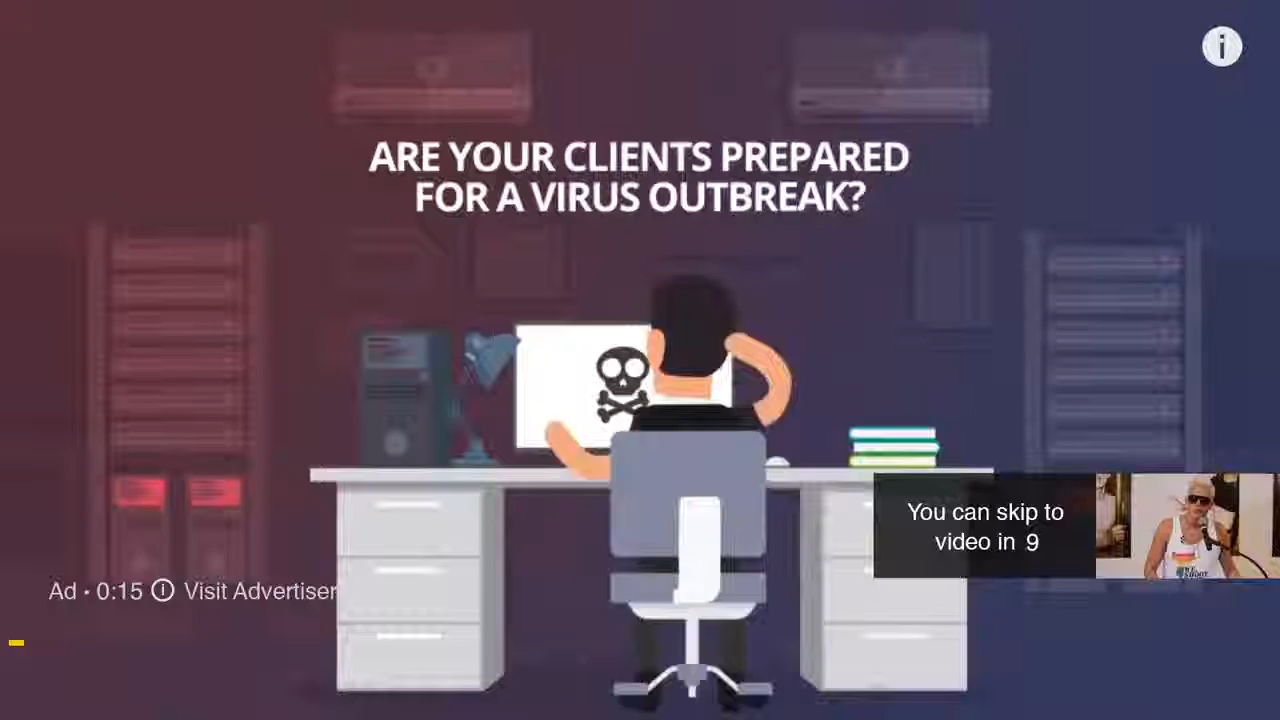 ARE YOUR CLIENTS PREPARED
FOR A VIRUS OUTBREAK?
You can skip to
video in 9
Ad • 0:15 Visit Advertiser